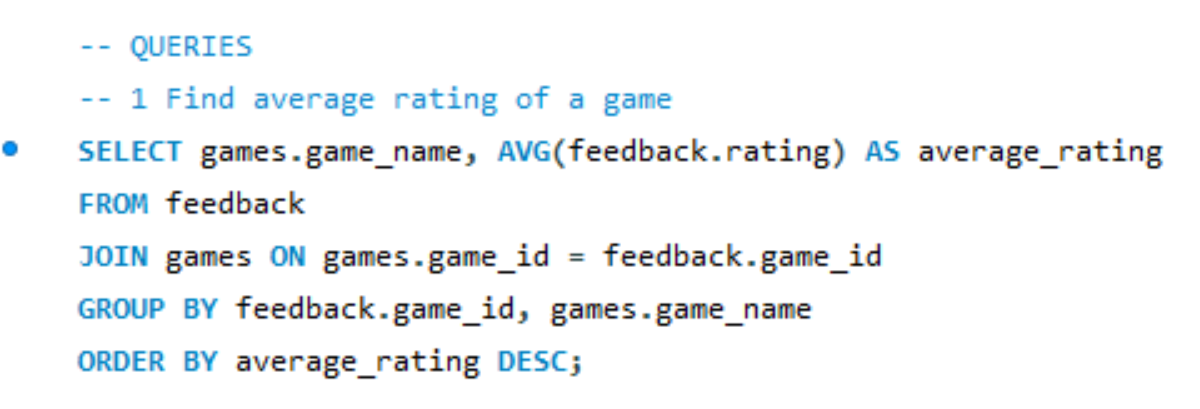 -- QUERIES
-- 1 Find average rating of a game
SELECT games.game_name, AVG(feedback.rating) AS average_rating
FROM feedback
JOIN games ON games.game_id = feedback.game_id
GROUP BY feedback.game_id, games.game_name
ORDER BY average_rating DESC;